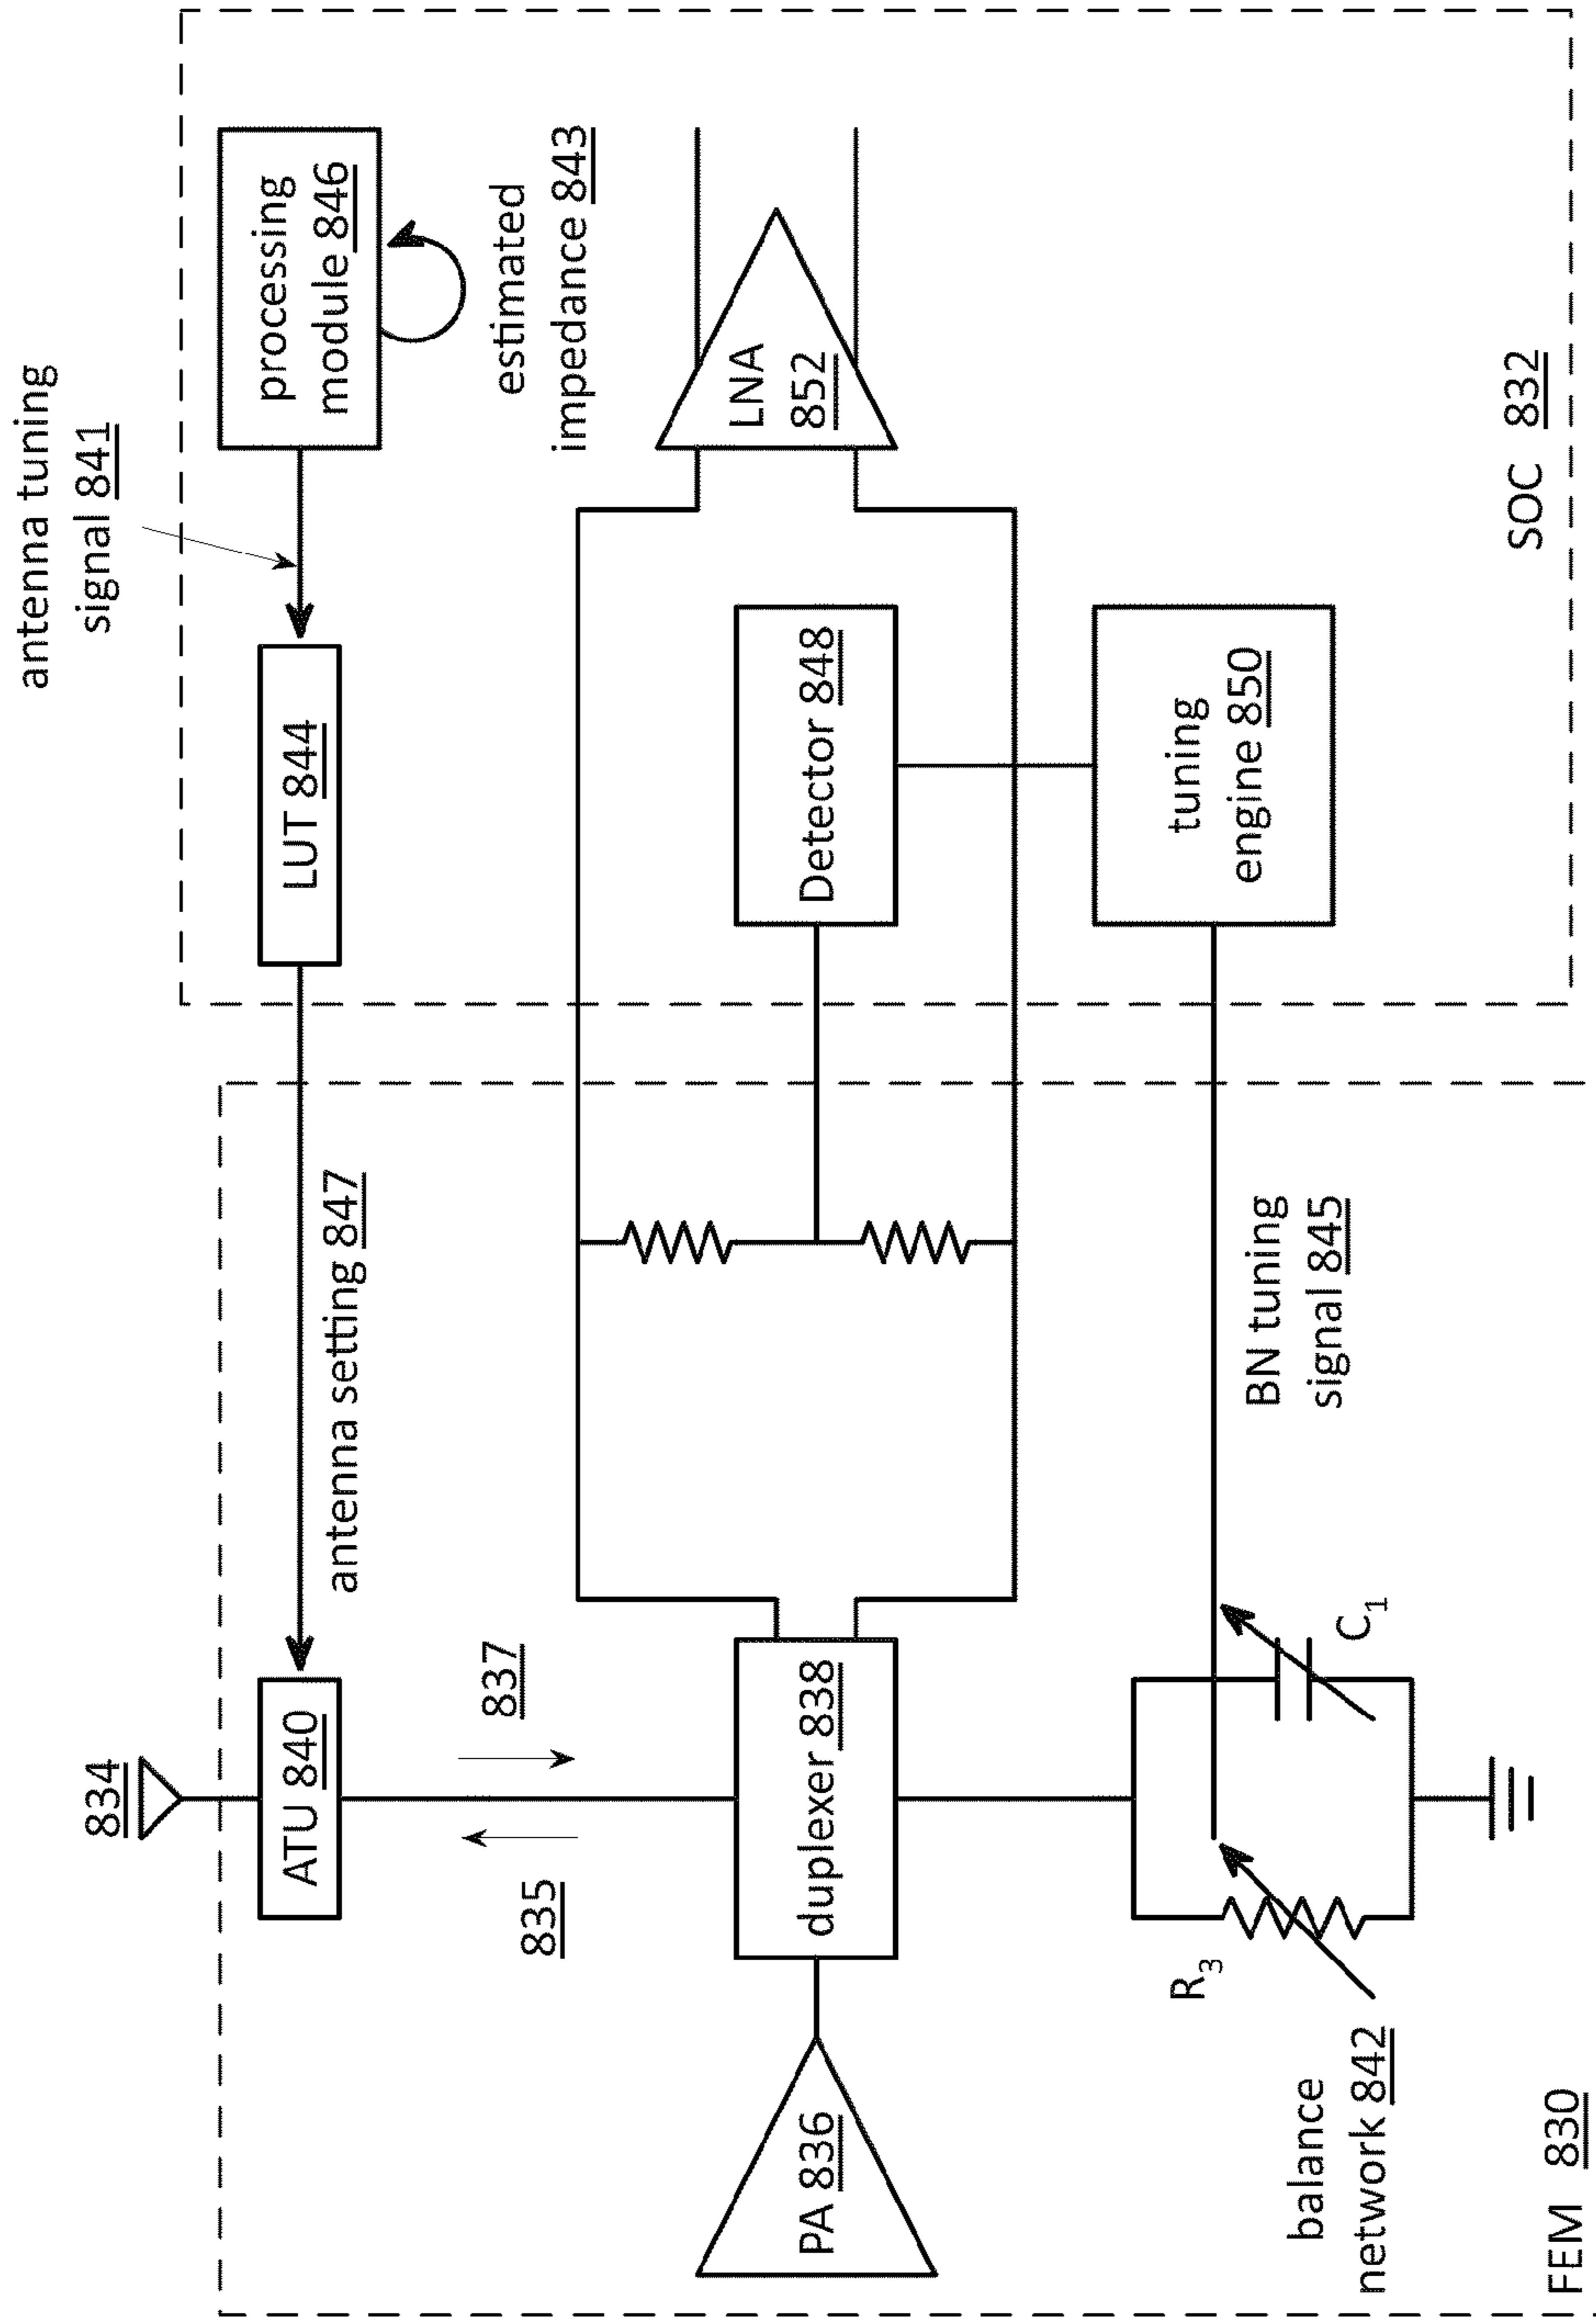 antenna tuning
signal 841
834
ATU 840
antenna setting 847
LUT 844
processing
module 846
estimated
impedance 843
835
837
PA 836
duplexer 838
Detector 848
LNA
852
R3
C1
balance
network 842
BN tuning
signal 845
tuning
engine 850
FEM 830
SOC 832